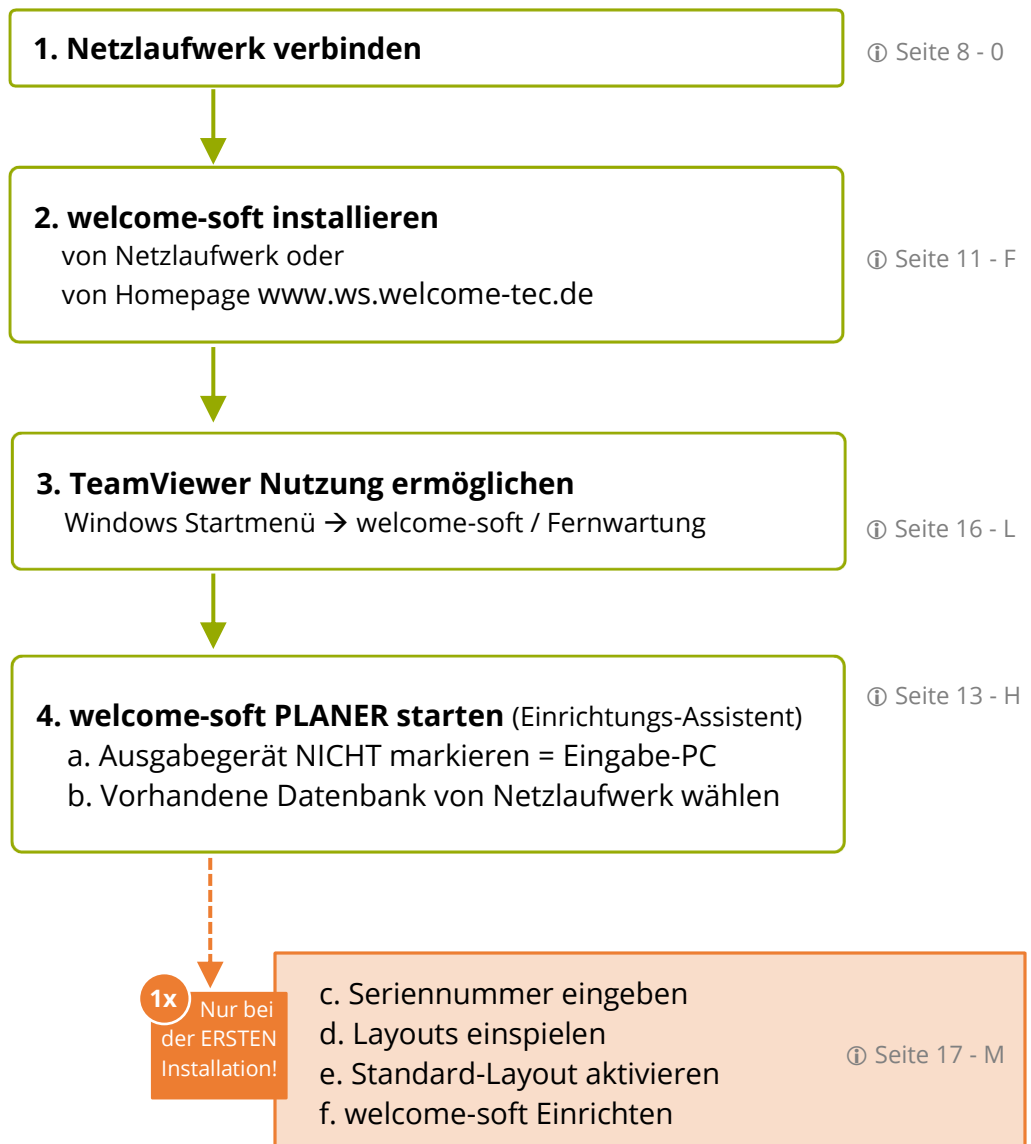 1. Netzlaufwerk verbinden
🛈 Seite 8 - 0
2. welcome-soft installieren
von Netzlaufwerk oder
von Homepage www.ws.welcome-tec.de
🛈 Seite 11 - F
3. TeamViewer Nutzung ermöglichen
Windows Startmenü → welcome-soft / Fernwartung
🛈 Seite 16 - L
4. welcome-soft PLANER starten (Einrichtungs-Assistent)
a. Ausgabegerät NICHT markieren = Eingabe-PC
b. Vorhandene Datenbank von Netzlaufwerk wählen
🛈 Seite 13 - H
1x
Nur bei
der ERSTEN
Installation!
c. Seriennummer eingeben
d. Layouts einspielen
e. Standard-Layout aktivieren
f. welcome-soft Einrichten
🛈 Seite 17 - M